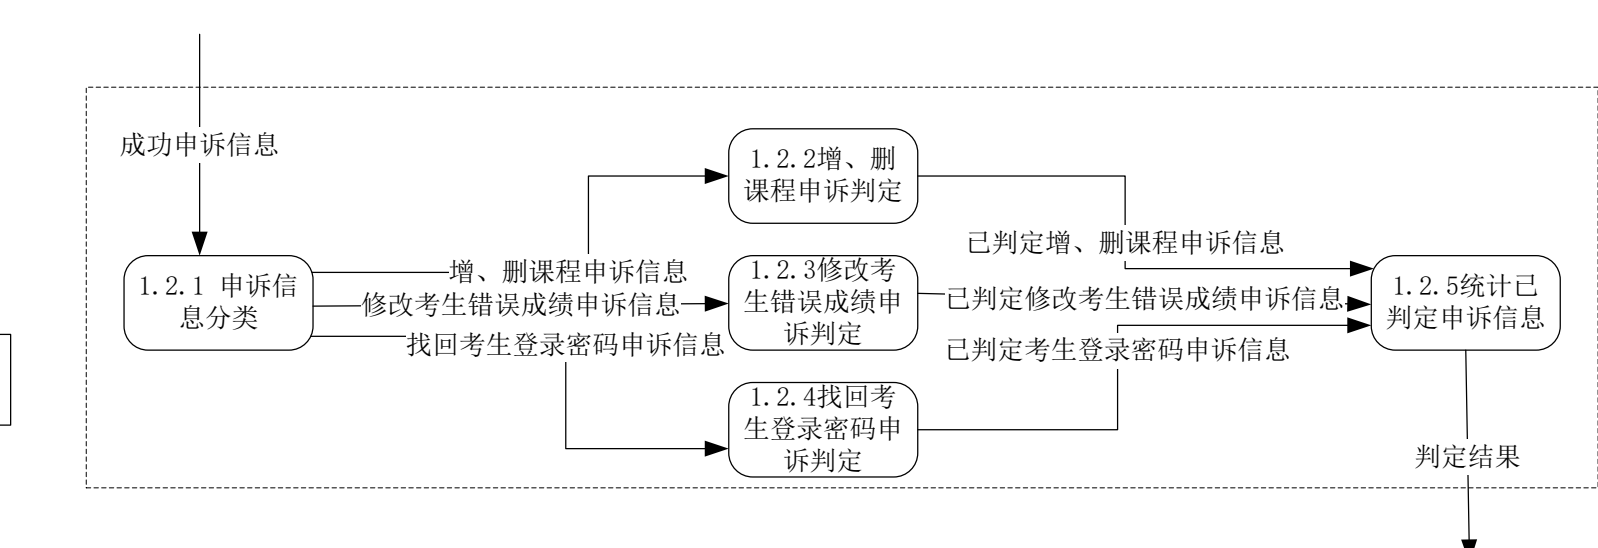 成功申诉信息
1.2.1 申诉信
息分类
增、删课程申诉信息
修改考生错误成绩申诉信息
找回考生登录密码申诉信息
1.2.2增、删
课程申诉判定
1.2.3修改考
生错误成绩申
诉判定
1.2.4找回考
生登录密码申
诉判定
已判定增、删课程申诉信息
已判定修改考生错误成绩申诉信息
已判定考生登录密码申诉信息
1.2.5统计已
判定申诉信息
判定结果